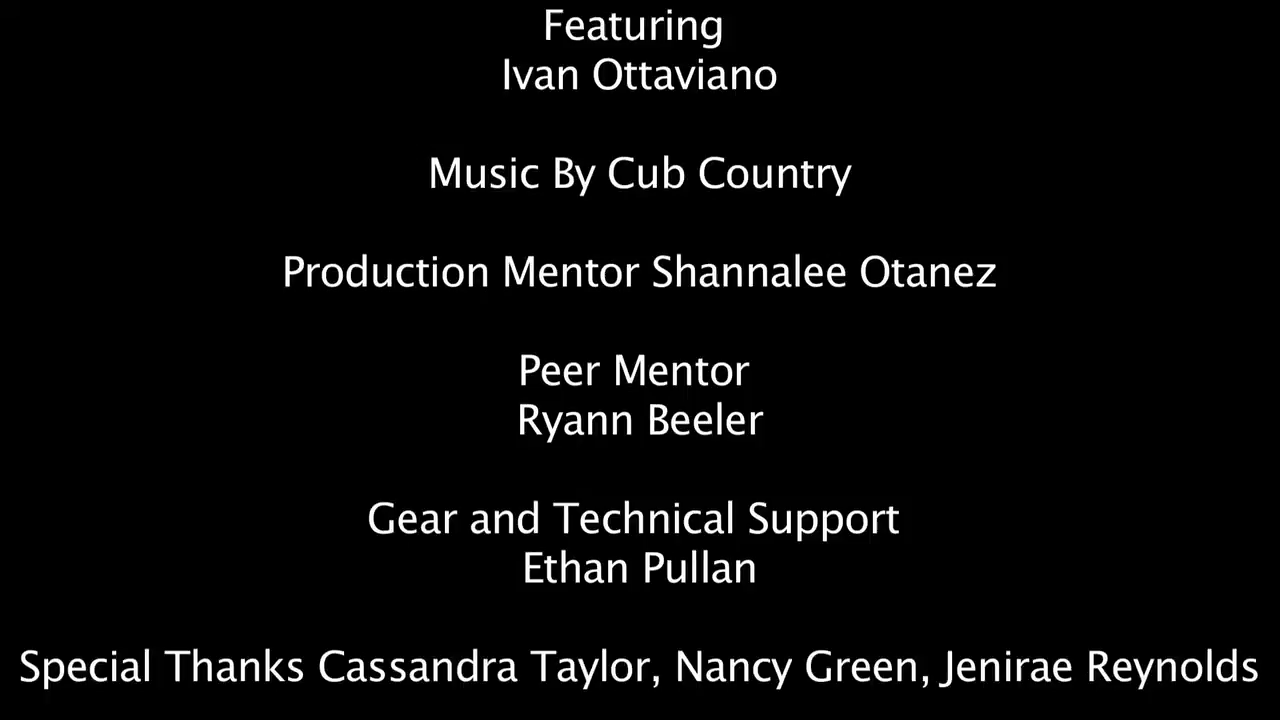 Featuring
Ivan Ottaviano
Music By Cub Country
Production Mentor Shannalee Otanez
Peer Mentor
Ryann Beeler
Gear and Technical Support
Ethan Pullan
Special Thanks Cassandra Taylor, Nancy Green, Jenirae Reynolds